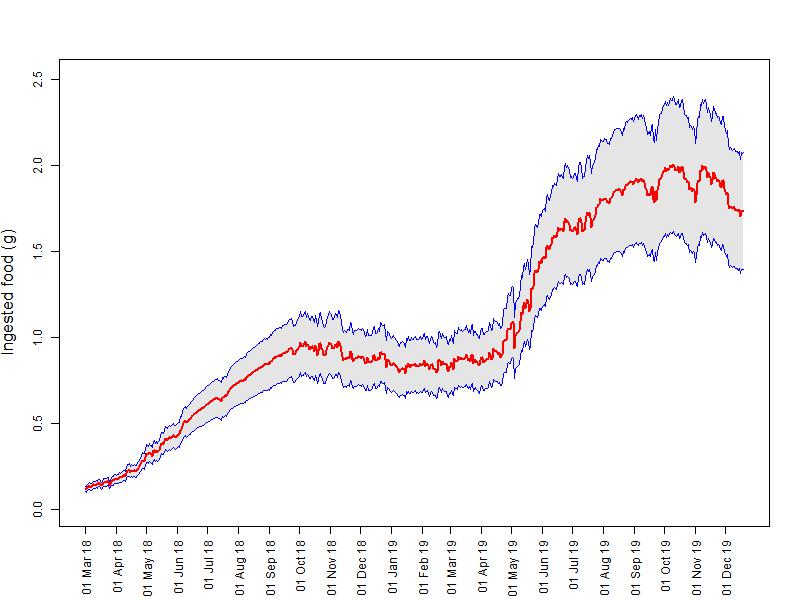 Ingested food (g)
2.5
2.0
1.5
1.0
0.5
0.0
01 Mar 18
01 Apr 18
01 May 18
01 Jun 18
01 Jul 18
01 Aug 18
01 Sep 18
01 Oct 18
01 Nov 18
01 Dec 18
01 Jan 19
01 Feb 19
01 Mar 19
01 Apr 19
01 May 19
01 Jun 19
01 Jul 19
01 Aug 19
01 Sep 19
01 Oct 19
01 Nov 19
01 Dec 19